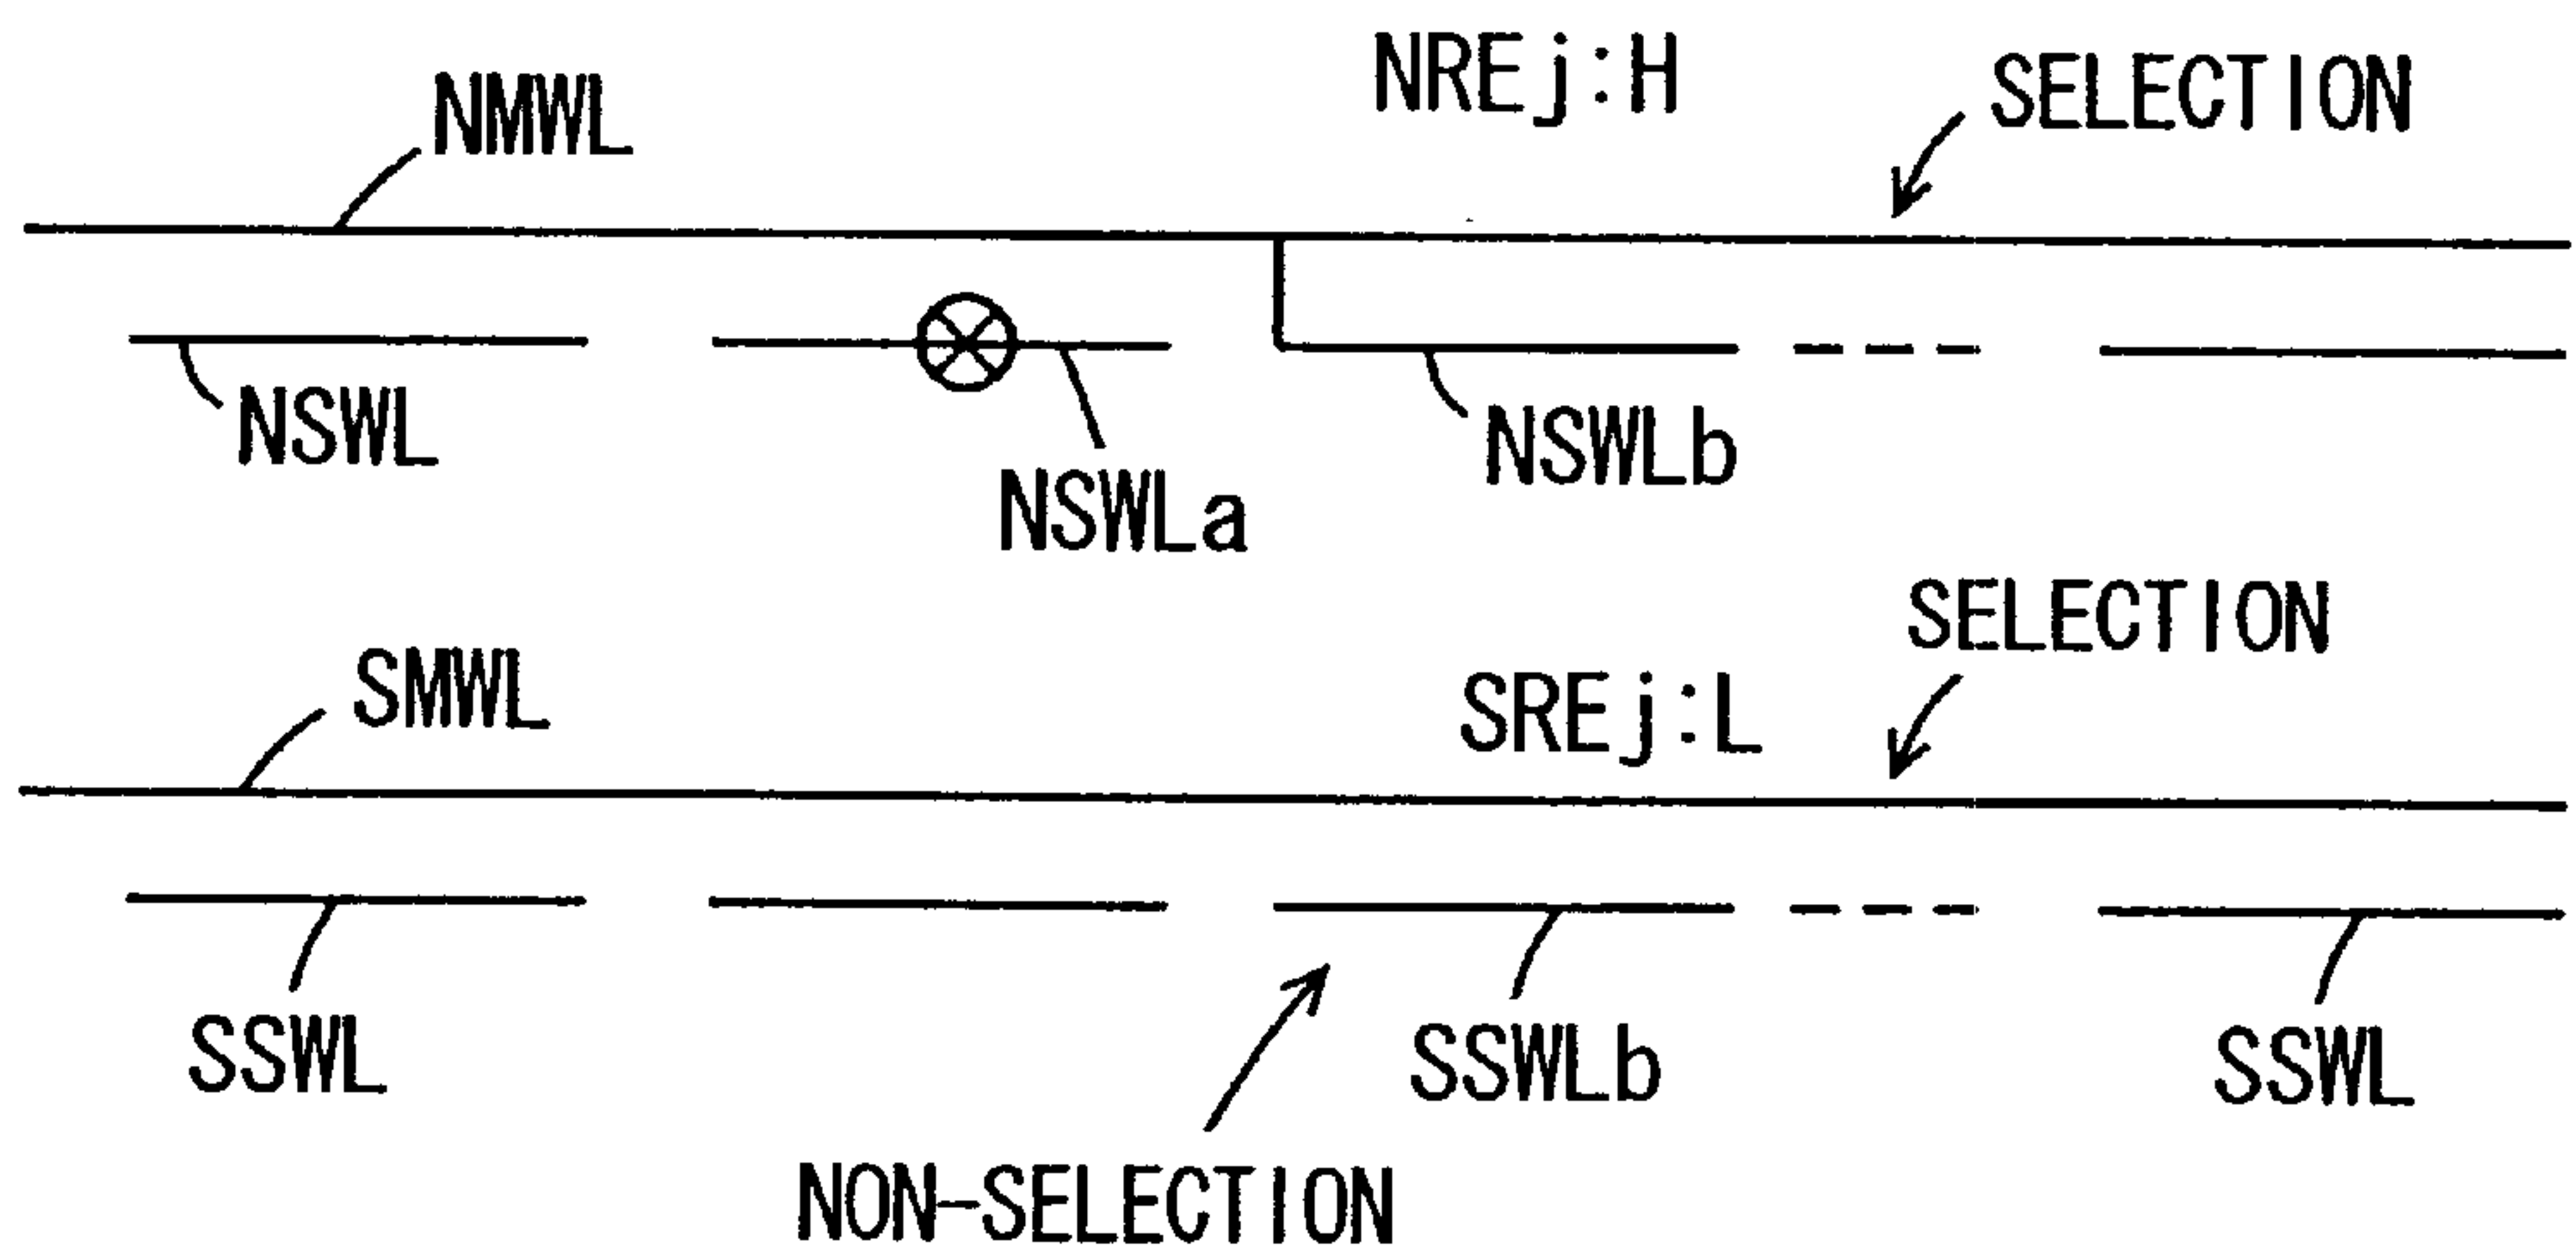 NREj:H
SELECTION
NMWL
NSWL
NSWLb
NSWLa
SELECTION
SMWL
SREj:L
SSWL
SSWLb
SSWL
NON-SELECTION